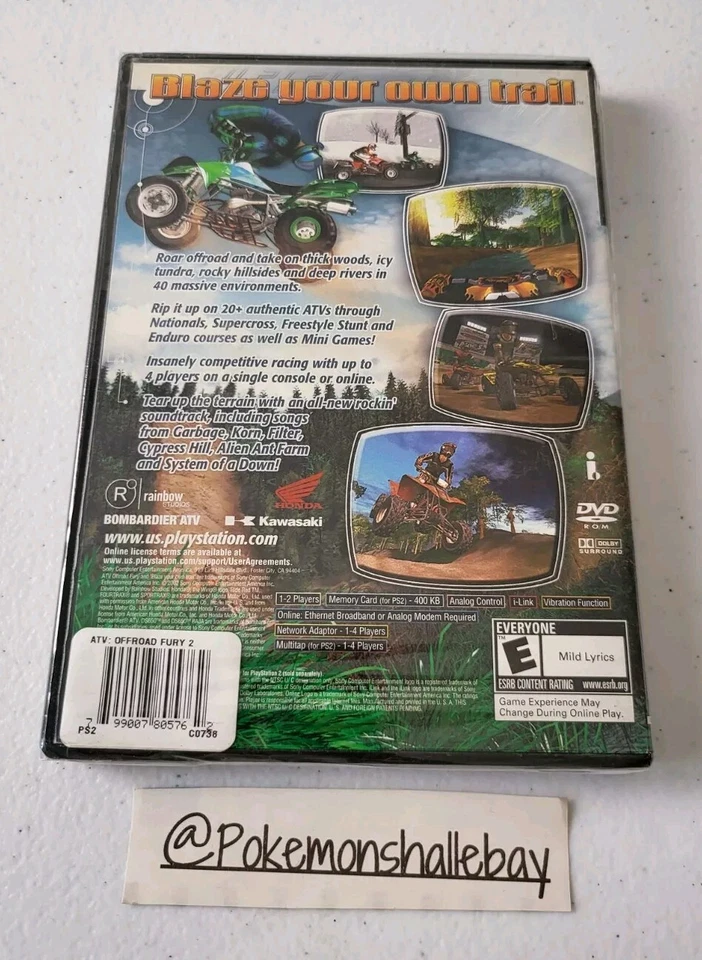 Blaze your own trail™
Roar offroad and take on thick woods, icy
tundra, rocky hillsides and deep rivers in
40 massive environments.
Rip it up on 20+ authentic ATVs through
Nationals, Supercross, Freestyle Stunt and
Enduro courses as well as Mini Games!
Insanely competitive racing with up to
4 players on a single console or online.
Tear up the terrain with an all-new rockin'
soundtrack, including songs
from Garbage, Korn, Filter,
Cypress Hill, Alien Ant Farm
and System of a Down!
R rainbow
STUDIOS
HONDA
BOMBARDIER ATV
Kawasaki
www.us.playstation.com
Online license terms are available at
www.us.playstation.com/support/UserAgreements.
DVD
ROM
DOLBY
SURROUND
1-2 Players
Memory Card (for PS2) - 400 KB
Analog Control
i-Link
Vibration Function
Online: Ethernet Broadband or Analog Modem Required
Network Adaptor - 1-4 Players
Multitap (for PS2) - 1-4 Players
EVERYONE
E
Mild Lyrics
ESRB CONTENT RATING www.esrb.org
Game Experience May
Change During Online Play.
ATV: OFFROAD FURY 2
7 99007 80576 2
PS2 C0738
@Pokemonshallebay